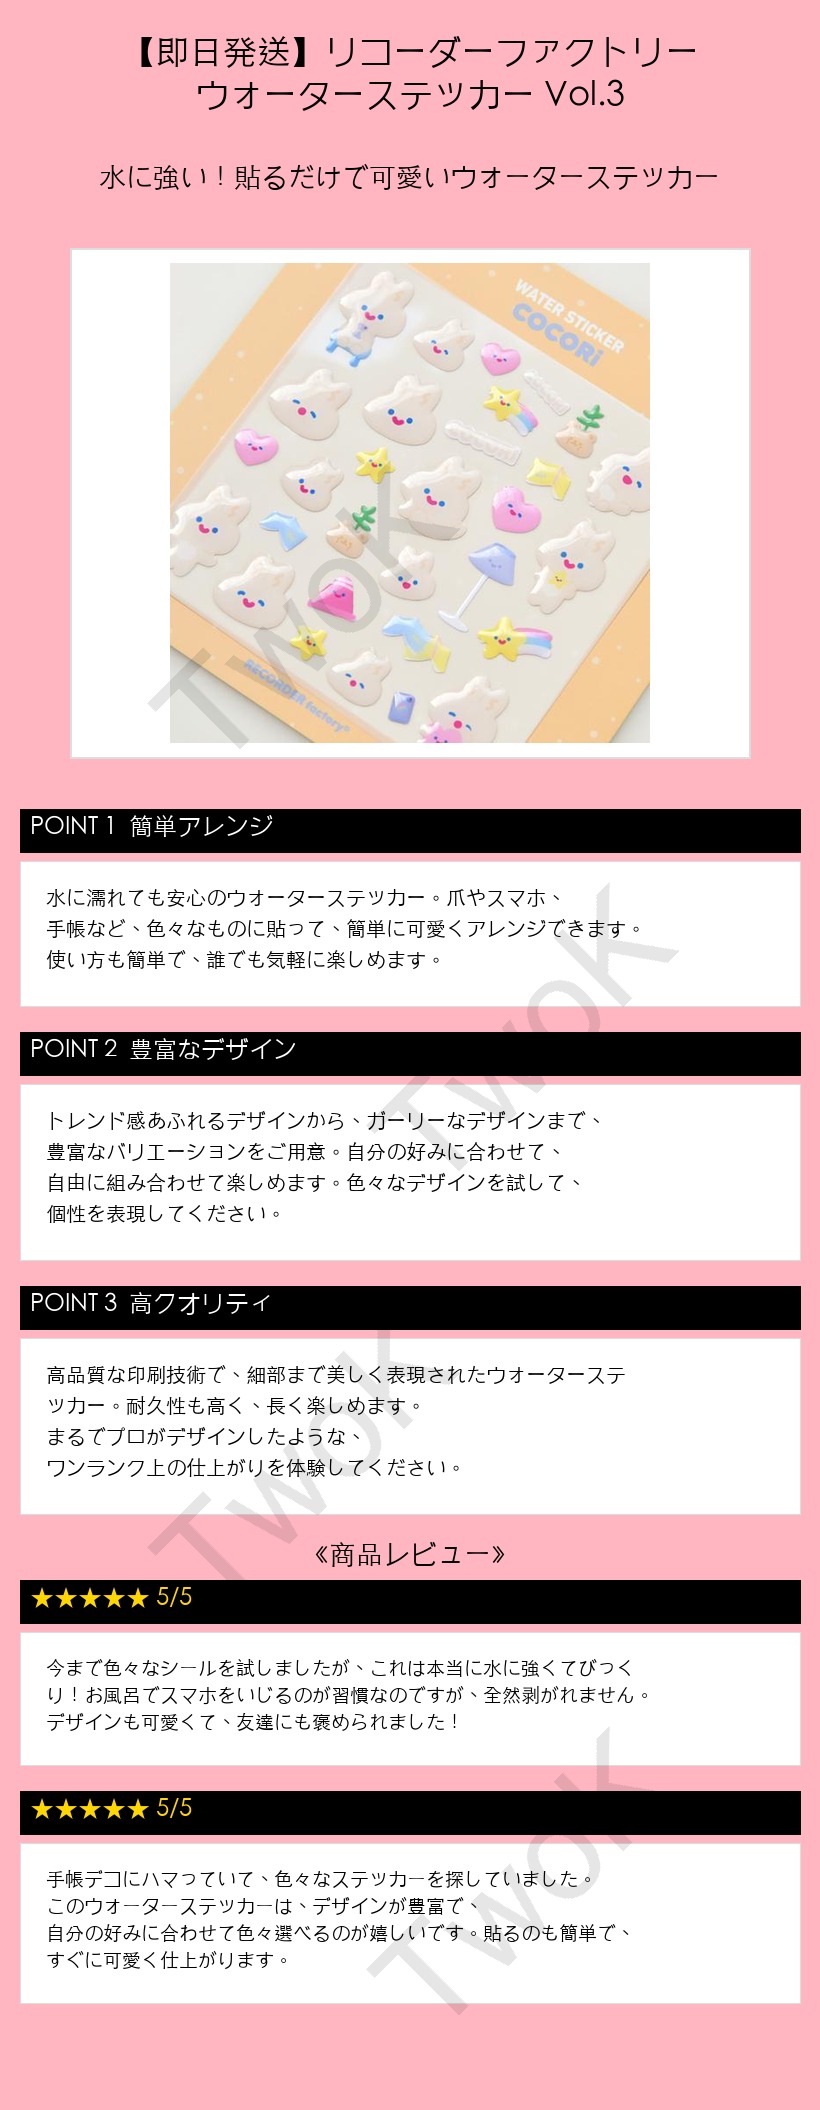 【即日発送】リコーダーファクトリー
ウォーターステッカー Vol.3
水に強い！貼るだけで可愛いウォーターステッカー
WATER STICKER
COCORi
RECORDER factory®
TwoK
POINT 1 簡単アレンジ
水に濡れても安心のウォーターステッカー。爪やスマホ、
手帳など、色々なものに貼って、簡単に可愛くアレンジできます。
使い方も簡単で、誰でも気軽に楽しめます。
TwoK
POINT 2 豊富なデザイン
トレンド感あふれるデザインから、ガーリーなデザインまで、
豊富なバリエーションをご用意。自分の好みに合わせて、
自由に組み合わせて楽しめます。色々なデザインを試して、
個性を表現してください。
POINT 3 高クオリティ
高品質な印刷技術で、細部まで美しく表現されたウォーターステ
ッカー。耐久性も高く、長く楽しめます。
まるでプロがデザインしたような、
ワンランク上の仕上がりを体験してください。
TwoK
《商品レビュー》
★★★★★ 5/5
今まで色々なシールを試しましたが、これは本当に水に強くてびっく
り！お風呂でスマホをいじるのが習慣なのですが、全然剥がれません。
デザインも可愛くて、友達にも褒められました！
★★★★★ 5/5
手帳デコにハマっていて、色々なステッカーを探していました。
このウォーターステッカーは、デザインが豊富で、
自分の好みに合わせて色々選べるのが嬉しいです。貼るのも簡単で、
すぐに可愛く仕上がります。
TwoK